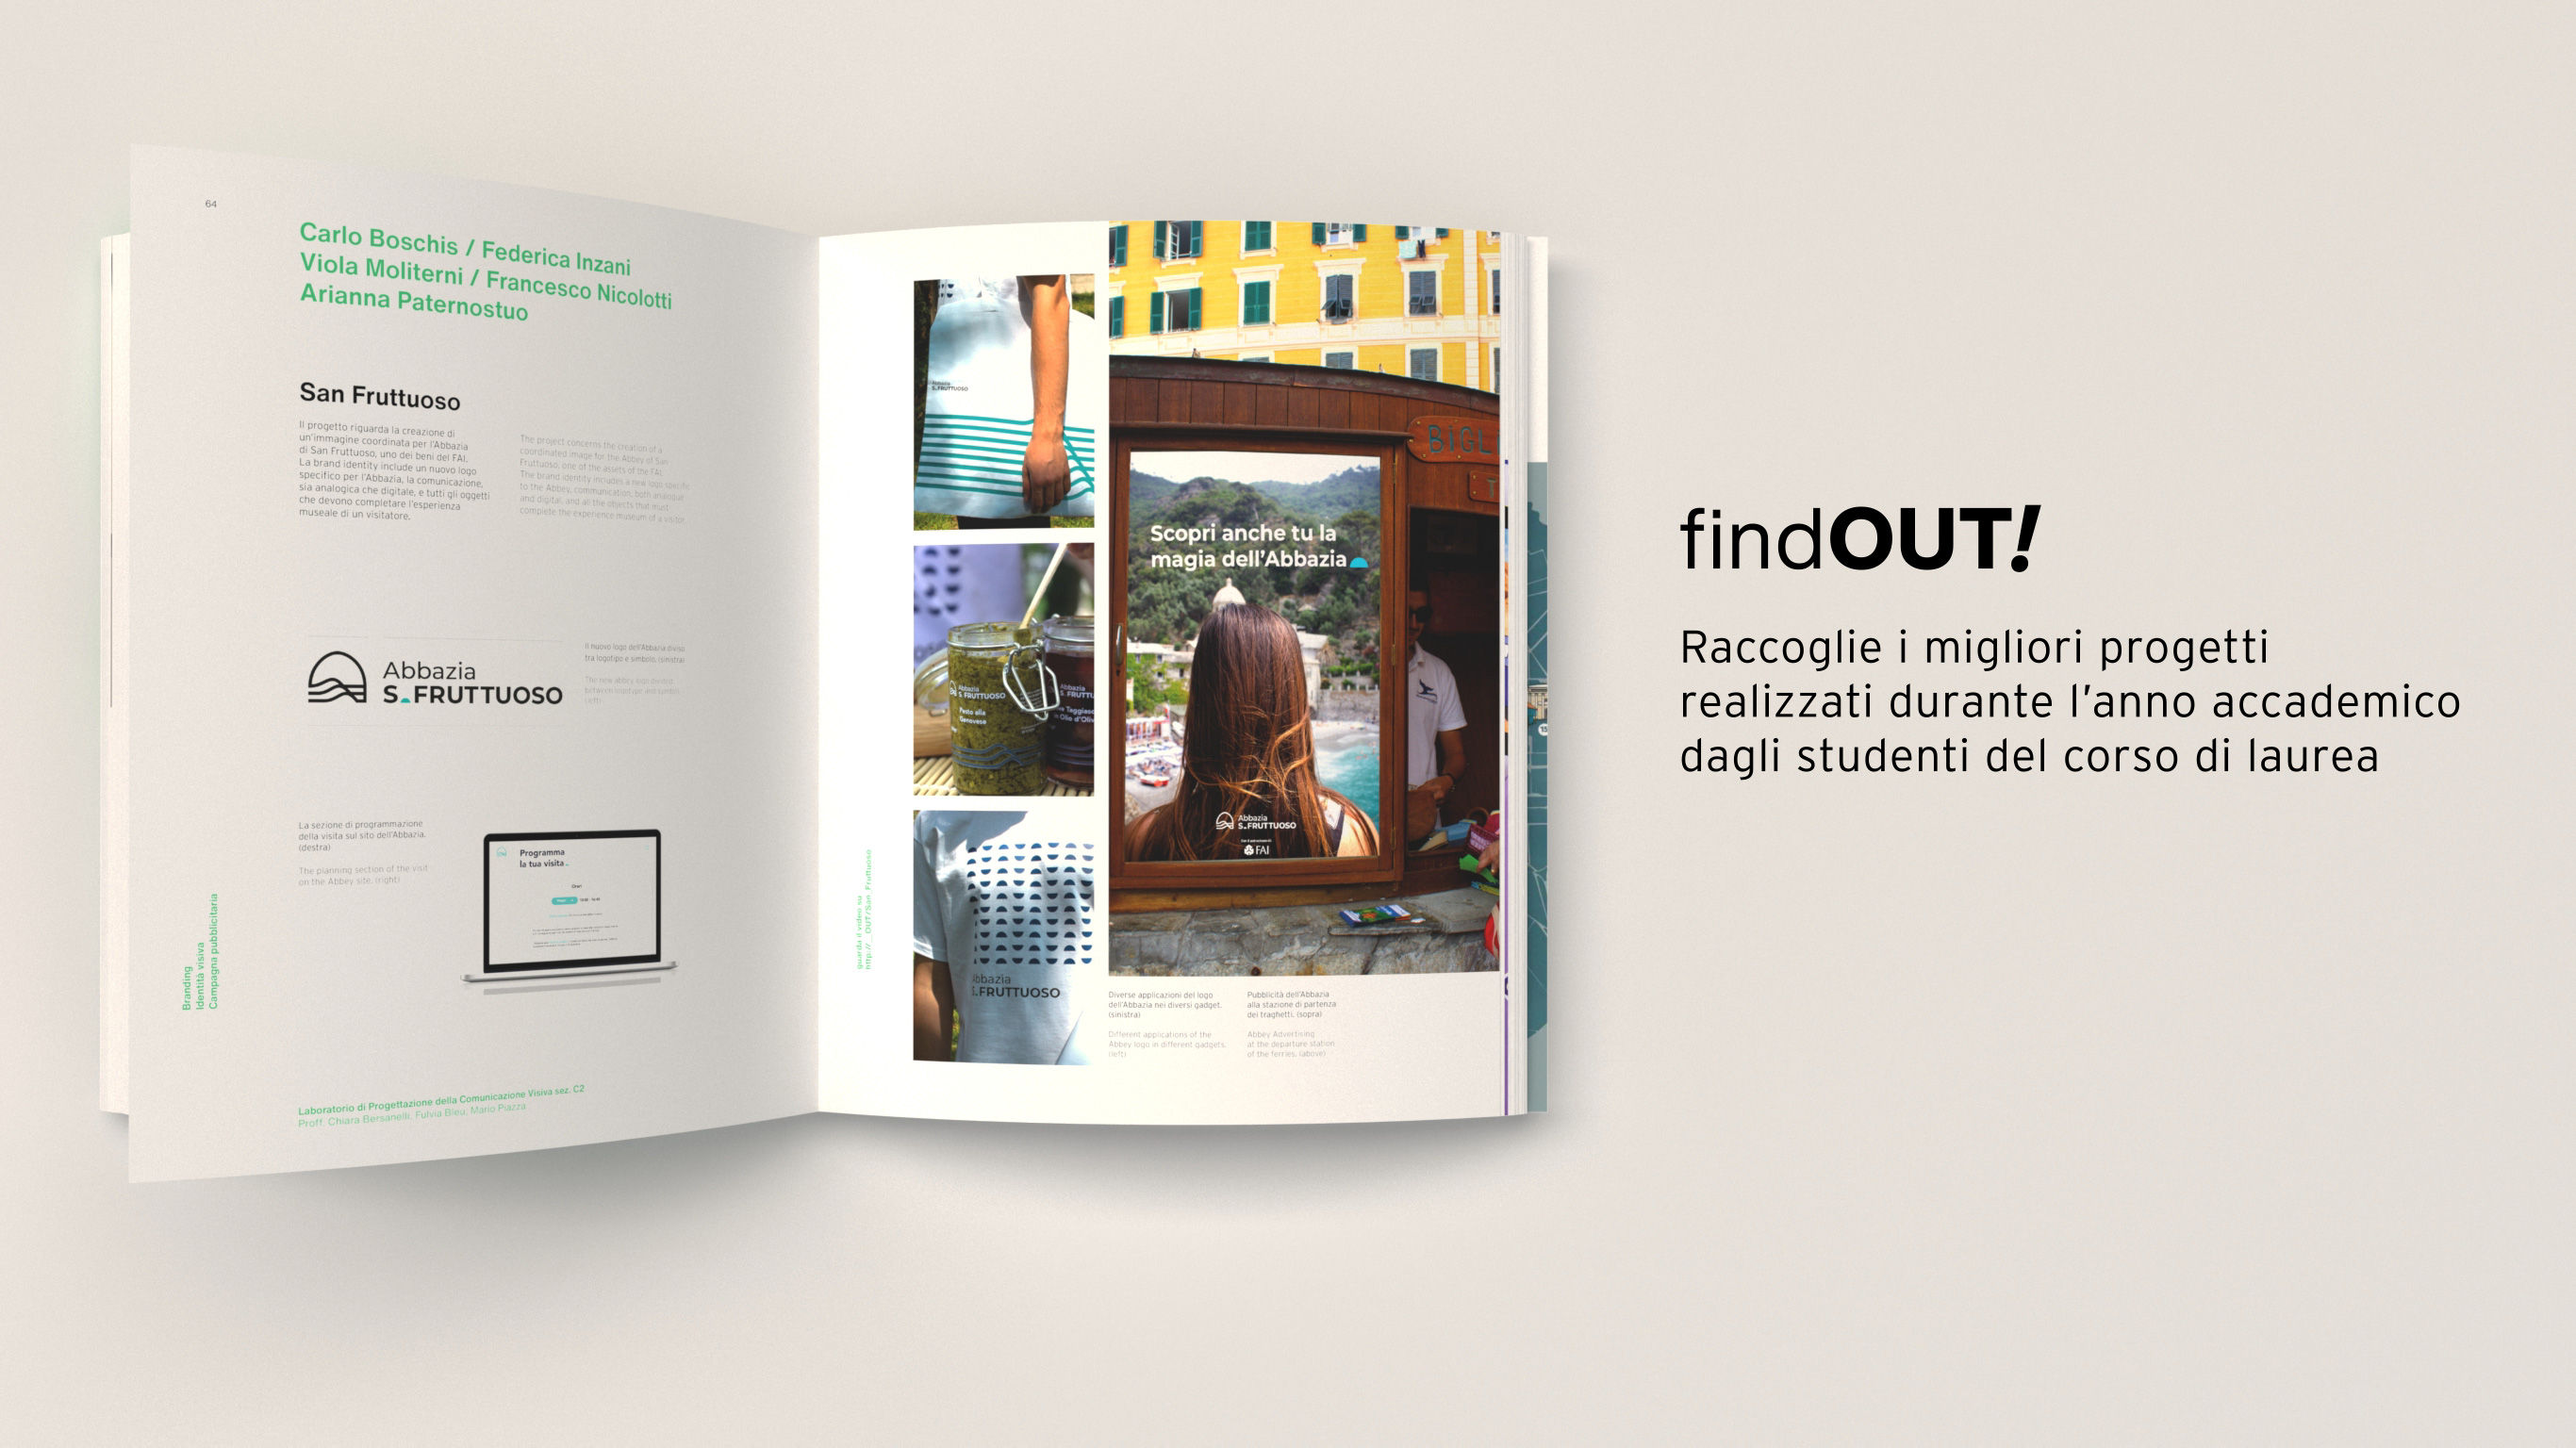 64
Carlo Boschis / Federica Inzani
Viola Moliterni / Francesco Nicolotti
Arianna Paternostuo
San Fruttuoso
Il progetto riguarda la creazione di
un'immagine coordinata per l'Abbazia
di San Fruttuoso, uno dei beni del FAI.
La brand identity include un nuovo logo
specifico per l'Abbazia, la comunicazione,
sia analogica che digitale, e tutti gli oggetti
che devono completare l'esperienza
museale di un visitatore.
The project concerns the creation of a
coordinated image for the Abbey of San
Fruttuoso, one of the assets of the FAI.
The brand identity includes a new logo specific
to the Abbey, communication, both analogue
and digital, and all the objects that must
complete the experience museum of a visitor.
Abbazia
S.FRUTTUOSO
Il nuovo logo dell'Abbazia diviso
tra logotipo e simbolo. (sinistra)
The new abbey logo divided
between logotype and symbol.
(left)
La sezione di programmazione
della visita sul sito dell'Abbazia.
(destra)
The planning section of the visit
on the Abbey site. (right)
Programma
la tua visita
Orari
Branding
Identità visiva
Campagna pubblicitaria
Laboratorio di Progettazione della Comunicazione Visiva sez. C2
Proff. Chiara Bersanelli, Fulvia Bleu, Mario Piazza
guarda il video su
http://_OUT/San_Fruttuoso
Abbazia
S.FRUTTUOSO
Abbazia
S.FRUTTUOSO
Pesto alla
Genovese
Abbazia
S.FRUTTU
Taggiasc
in Olio d'Oliv
bbazia
.FRUTTUOSO
BIGL
T
Scopri anche tu la
magia dell'Abbazia
Abbazia
S.FRUTTUOSO
FAI
Diverse applicazioni del logo
dell'Abbazia nei diversi gadget.
(sinistra)
Different applications of the
Abbey logo in different gadgets.
(left)
Pubblicità dell'Abbazia
alla stazione di partenza
dei traghetti. (sopra)
Abbey Advertising
at the departure station
of the ferries. (above)
findOUT!
Raccoglie i migliori progetti
realizzati durante l'anno accademico
dagli studenti del corso di laurea